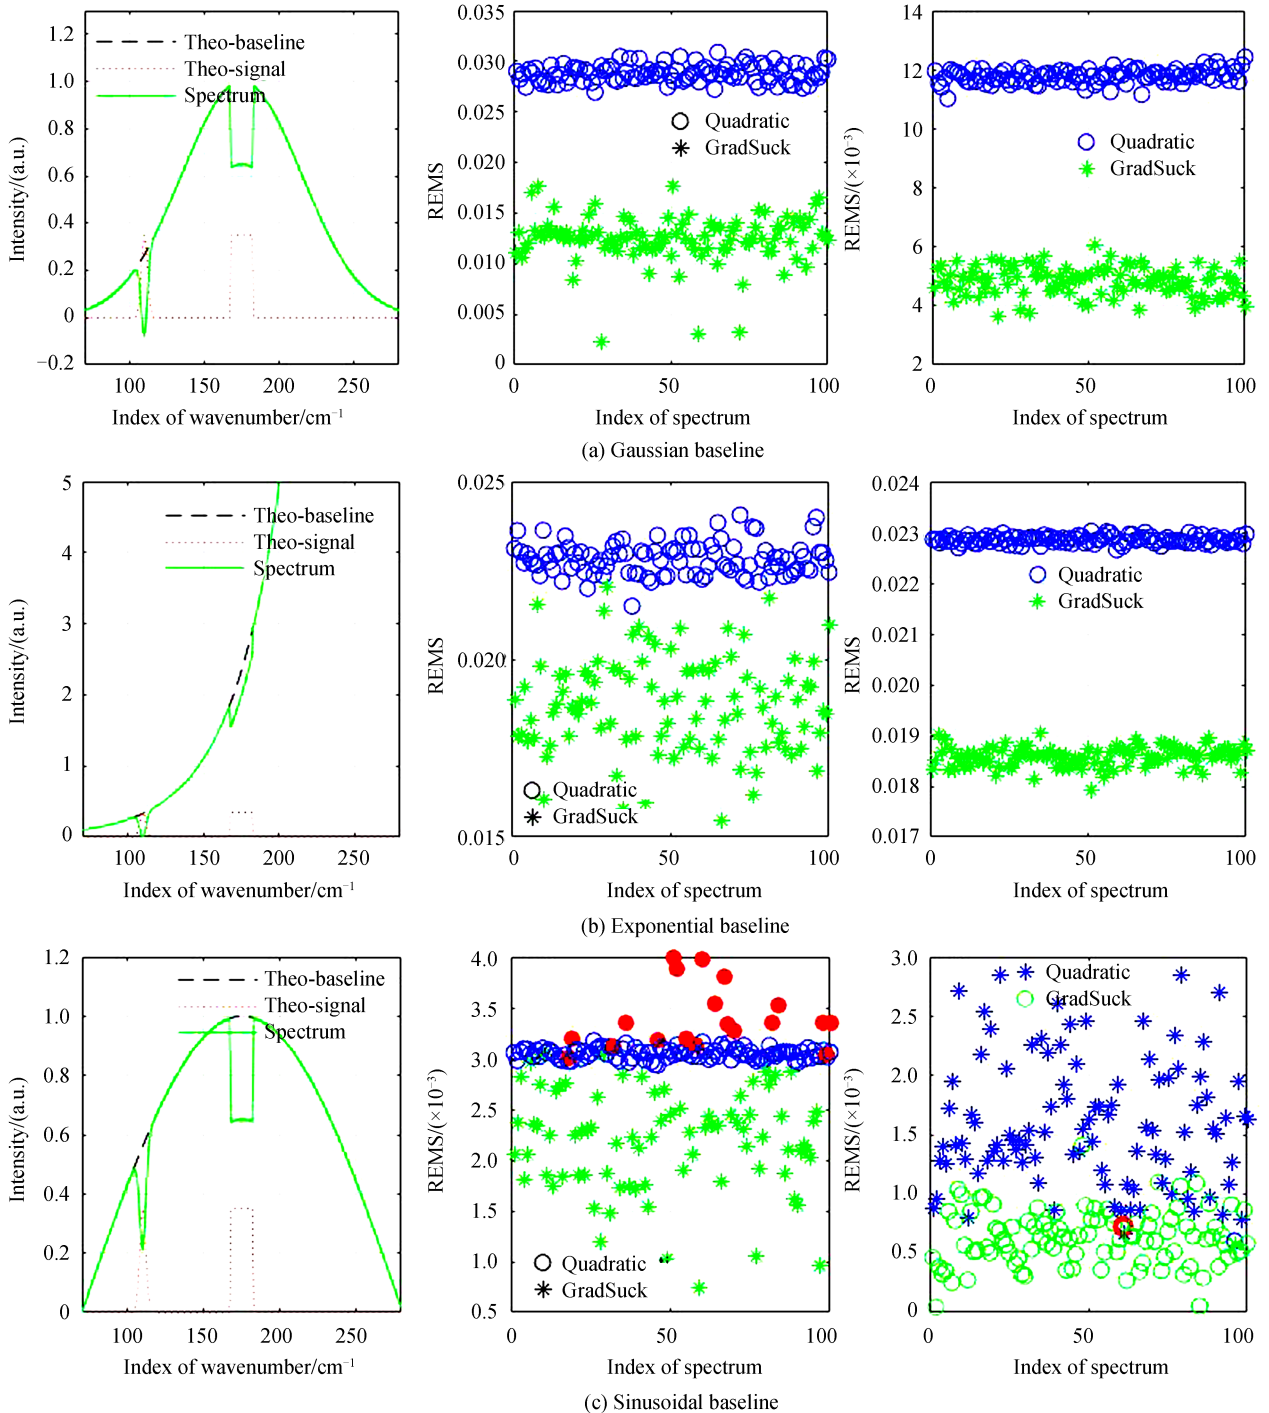 1.2
1.0
0.8
0.6
0.4
0.2
0
−0.2
Intensity/(a.u.)
Theo-baseline
Theo-signal
Spectrum
100 150 200 250
Index of wavenumber/cm⁻¹
0.035
0.030
0.025
0.020
0.015
0.010
0.005
0
REMS
Quadratic
GradSuck
0 50 100
Index of spectrum
14
12
10
8
6
4
2
REMS/(×10⁻³)
Quadratic
GradSuck
0 50 100
Index of spectrum
(a) Gaussian baseline
5
4
3
2
1
0
Intensity/(a.u.)
Theo-baseline
Theo-signal
Spectrum
100 150 200 250
Index of wavenumber/cm⁻¹
0.025
0.020
0.015
REMS
Quadratic
GradSuck
0 50 100
Index of spectrum
0.024
0.023
0.022
0.021
0.020
0.019
0.018
0.017
REMS
Quadratic
GradSuck
0 50 100
Index of spectrum
(b) Exponential baseline
1.2
1.0
0.8
0.6
0.4
0.2
0
Intensity/(a.u.)
Theo-baseline
Theo-signal
Spectrum
100 150 200 250
Index of wavenumber/cm⁻¹
4.0
3.5
3.0
2.5
2.0
1.5
1.0
0.5
REMS/(×10⁻³)
Quadratic
GradSuck
0 50 100
Index of spectrum
3.0
2.5
2.0
1.5
1.0
0.5
0
REMS/(×10⁻³)
Quadratic
GradSuck
0 50 100
Index of spectrum
(c) Sinusoidal baseline